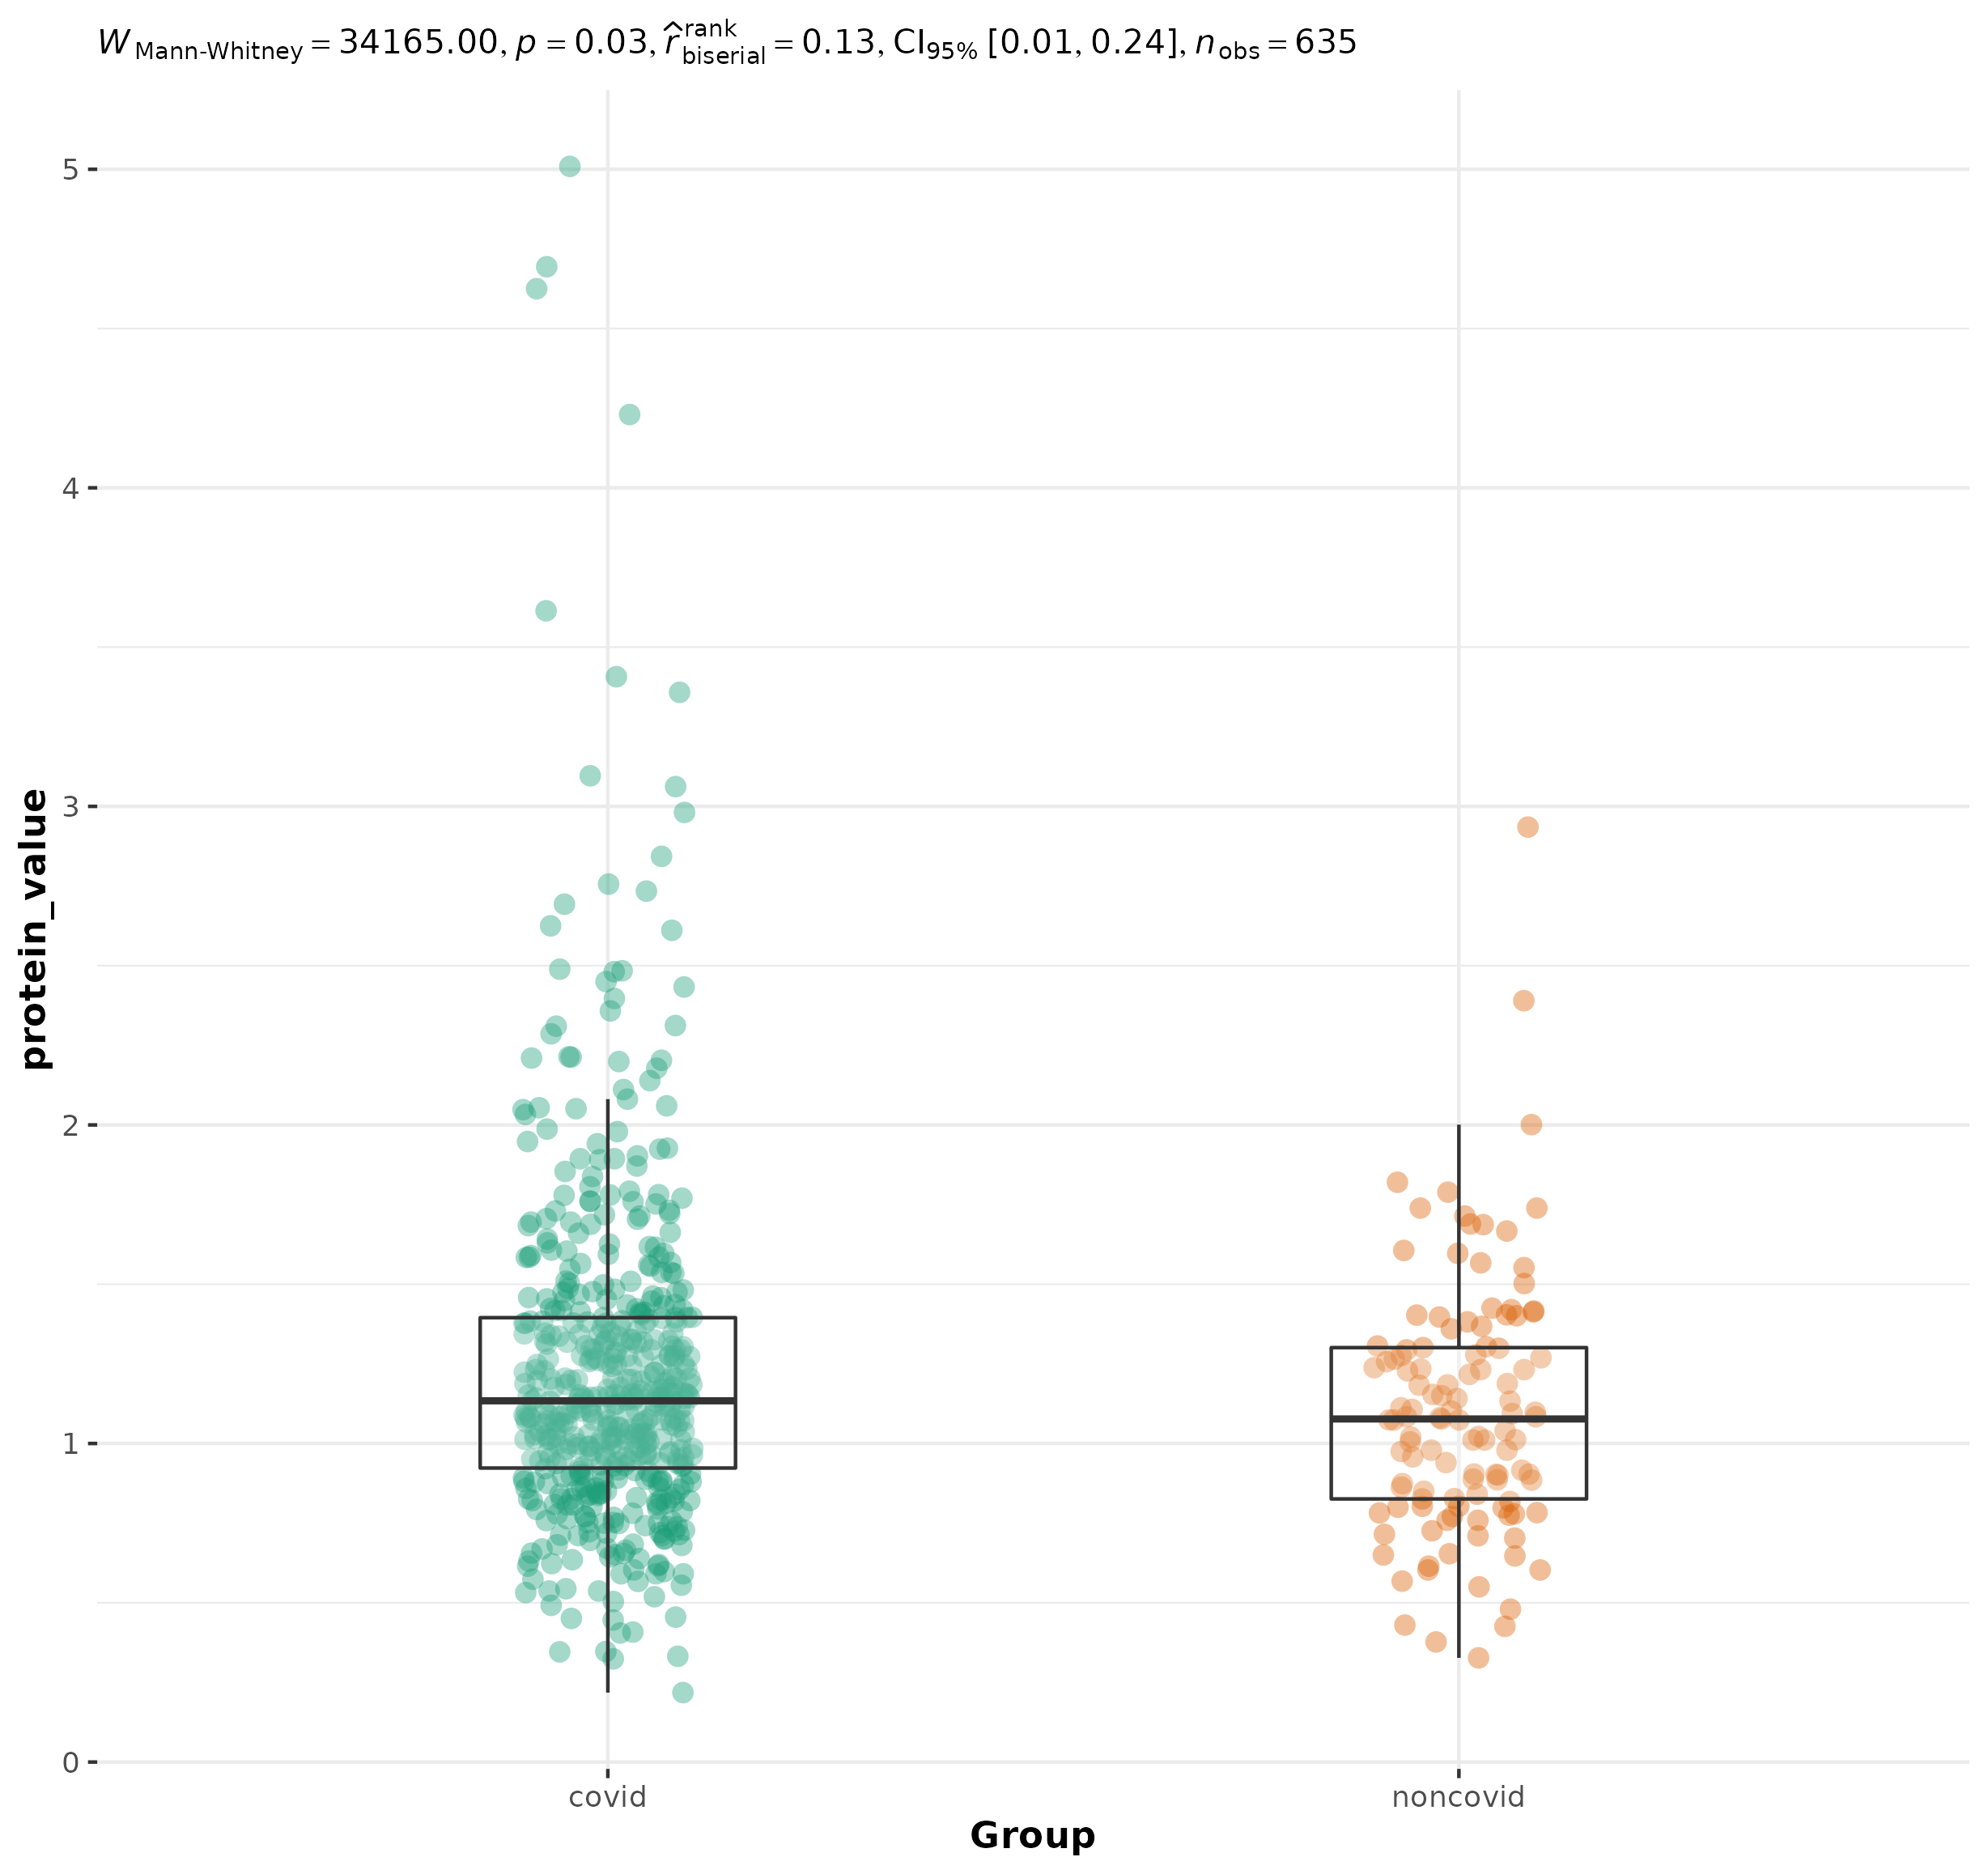 W Mann-Whitney = 34165.00, p = 0.03, r̂ rank biserial = 0.13, CI95% [0.01, 0.24], nobs = 635
5
4
3
2
1
0
protein_value
covid
noncovid
Group